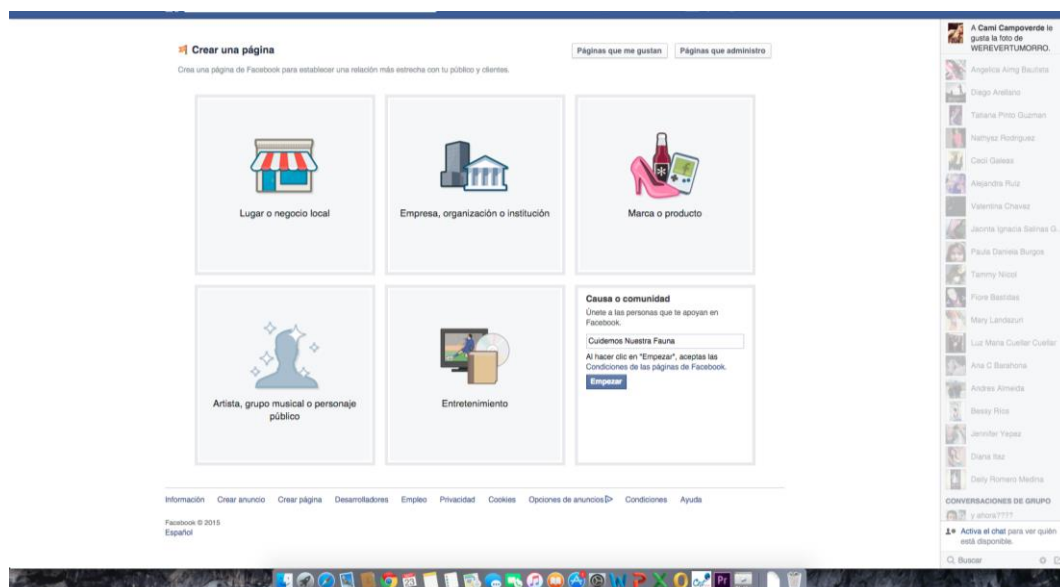 Crear una página
Páginas que me gustan
Páginas que administro
Crea una página de Facebook para establecer una relación más estrecha con tu público y clientes.
Lugar o negocio local
Empresa, organización o institución
Marca o producto
Artista, grupo musical o personaje
público
Entretenimiento
Causa o comunidad
Únete a las personas que te apoyan en
Facebook.
Cuidemos Nuestra Fauna
Al hacer clic en "Empezar", aceptas las
Condiciones de las páginas de Facebook.
Empezar
Información Crear anuncio Crear página Desarrolladores Empleo Privacidad Cookies Opciones de anuncios Condiciones Ayuda
Facebook © 2015
Español
A Cami Campoverde le
gusta la foto de
WEREVERTUMORRO.
Angelica Aimg Bautista
Diego Arellano
Tatiana Pinto Guzman
Nathysz Rodriguez
Ceci Galeas
Alejandra Ruiz
Valentina Chavez
Jacinta Ignacia Salinas G..
Paula Daniela Burgos
Tammy Nicol
Fiore Bastidas
Mary Landazuri
Luz Maria Cuellar Cuellar
Ana C Barahona
Andres Almeida
Bessy Rios
Jennifer Yepez
Diana Itaz
Delly Romero Medina
CONVERSACIONES DE GRUPO
y ahora????
Activa el chat para ver quién
está disponible.
Buscar